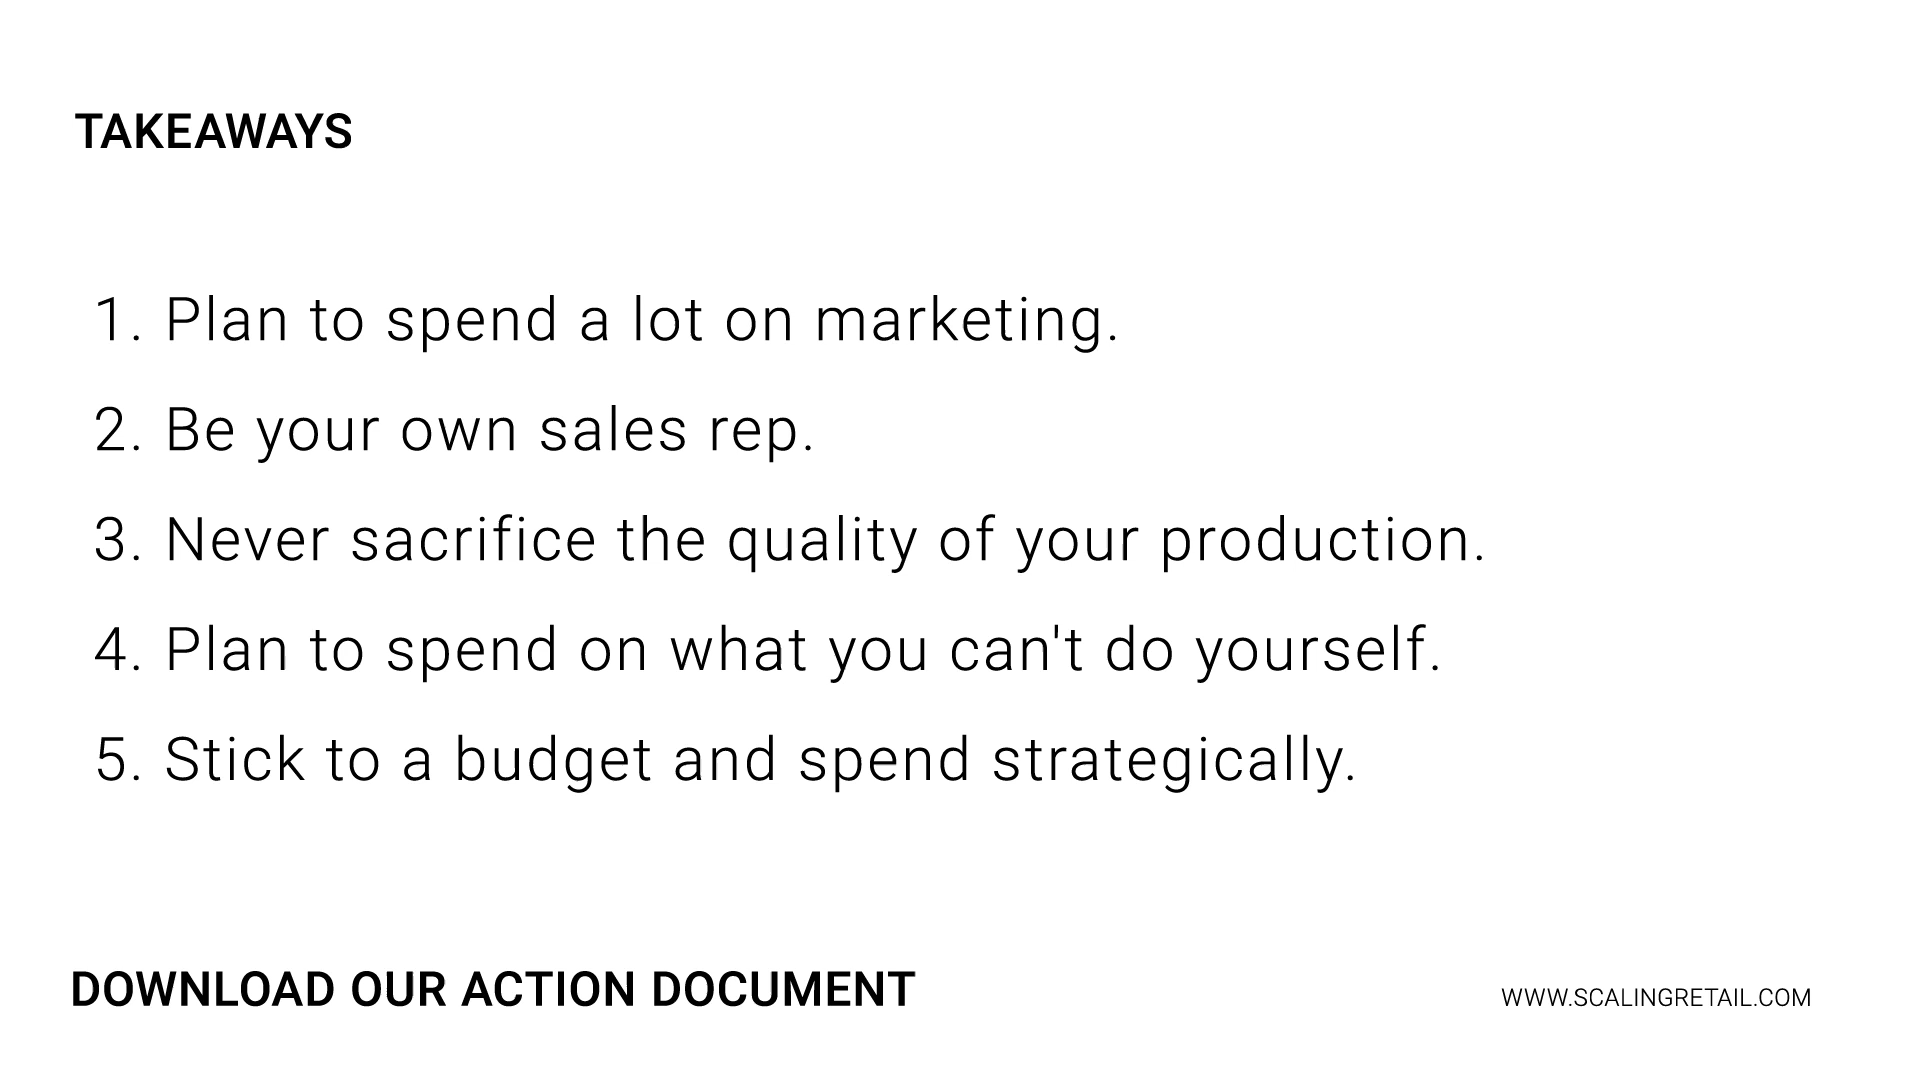 TAKEAWAYS
1. Plan to spend a lot on marketing.
2. Be your own sales rep.
3. Never sacrifice the quality of your production.
4. Plan to spend on what you can't do yourself.
5. Stick to a budget and spend strategically.
DOWNLOAD OUR ACTION DOCUMENT
WWW.SCALINGRETAIL.COM